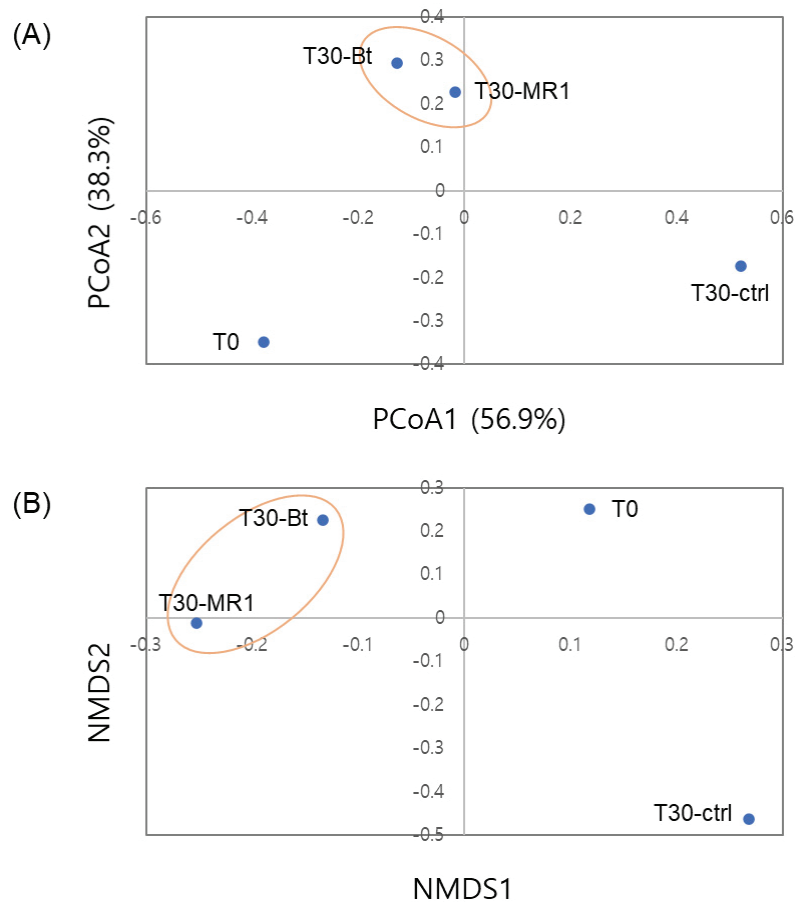 (A)
0.4
T30-Bt
0.3
T30-MR1
0.2
0.1
0
-0.6
-0.4
-0.2
0
0.2
0.4
0.6
-0.1
-0.2
T30-ctrl
-0.3
T0
-0.4
PCoA2 (38.3%)
PCoA1 (56.9%)
(B)
0.3
T30-Bt
T0
0.2
0.1
T30-MR1
0
-0.3
-0.2
-0.1
0
0.1
0.2
0.3
-0.1
-0.2
-0.3
-0.4
T30-ctrl
-0.5
NMDS2
NMDS1